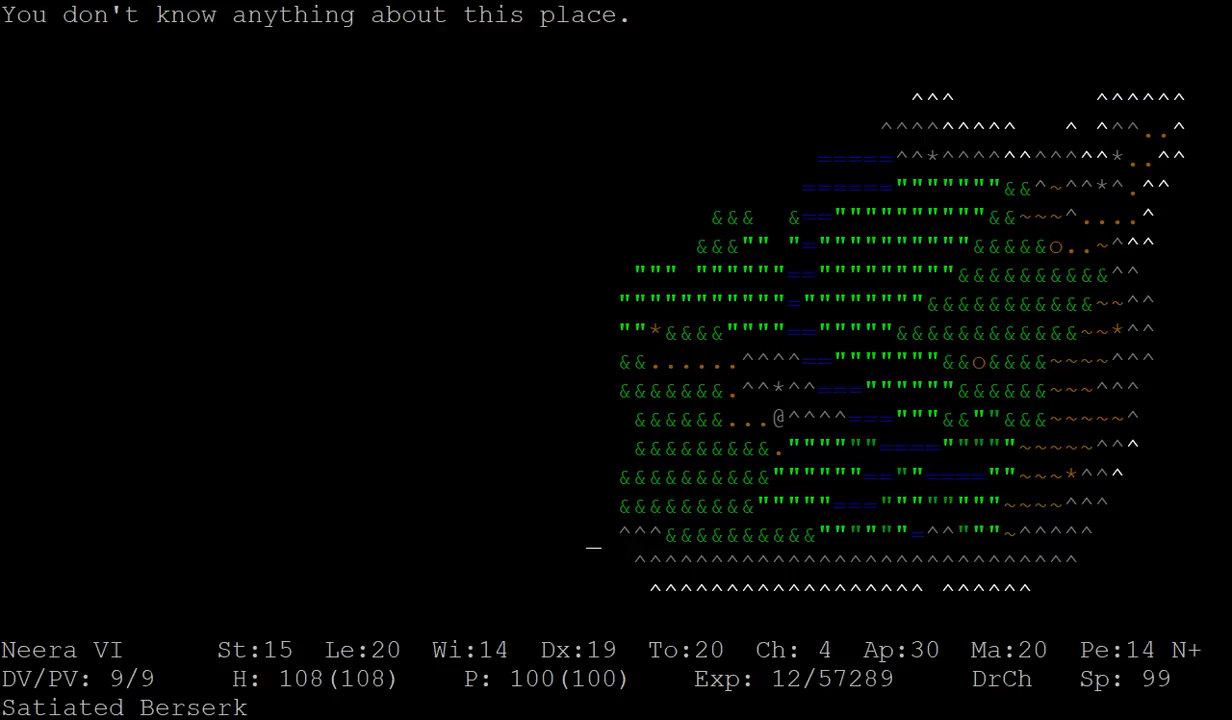 You don't know anything about this place.
^^^ ^^^^^^
^^^^^^^^^ ^ ^^^..^
=====^^*^^^^^^^^^^^^*..^^
======"""""""&&^~^^*^.^^
&&& &==""""""""""&&~~~^....^
&&&"" "=""""""""""&&&&&o..~^^^
""" """"""=="""""""""&&&&&&&&&&^^
"""""""""""=""""""""&&&&&&&&&&&~~^^
""*&&&&""""=="""""&&&&&&&&&&&&~~*^^
&&......^^^^=="""""""&&o&&&&~~~~^^^
&&&&&&&.^^*^^===""""""&&&&&&~~~~^^^
&&&&&&...@^^^^==="""&&""&&&~~~~~^
&&&&&&&&&.""""""====”""""~~~~~^^^
&&&&&&&&&&""""""==""====""~~~*^^^
&&&&&&&&&"""""===""""""""~~~~^^^
^^^&&&&&&&&&&""""""=^^"""~^^^^^
_
^^^^^^^^^^^^^^^^^^^^^^^^^^^^^
^^^^^^^^^^^^^^^^^^ ^^^^^^
Neera VI St:15 Le:20 Wi:14 Dx:19 To:20 Ch: 4 Ap:30 Ma:20 Pe:14 N+
DV/PV: 9/9 H: 108(108) P: 100(100) Exp: 12/57289 DrCh Sp: 99
Satiated Berserk